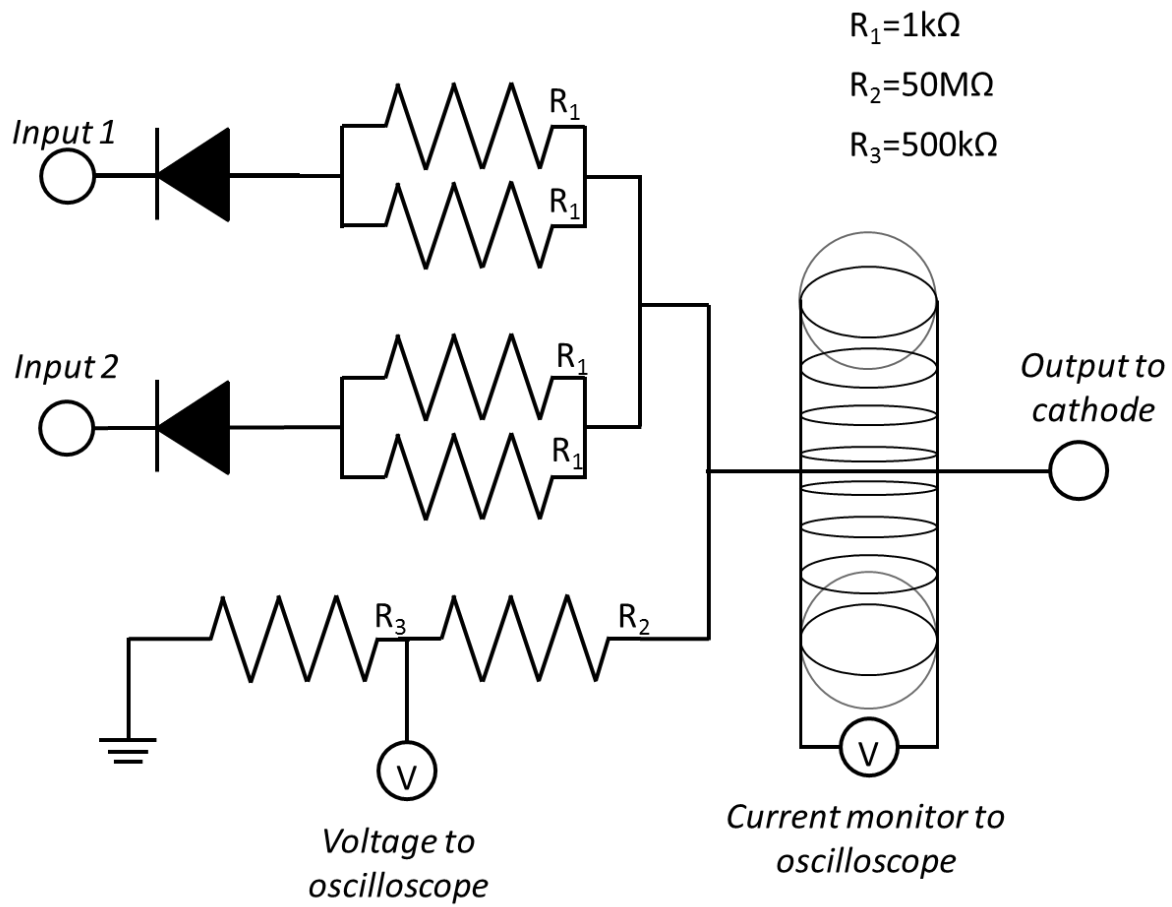 R₁=1kΩ
R₂=50MΩ
R₃=500kΩ
Input 1
R₁
R₁
Input 2
R₁
R₁
Output to
cathode
R₃
R₂
V
Voltage to
oscilloscope
V
Current monitor to
oscilloscope